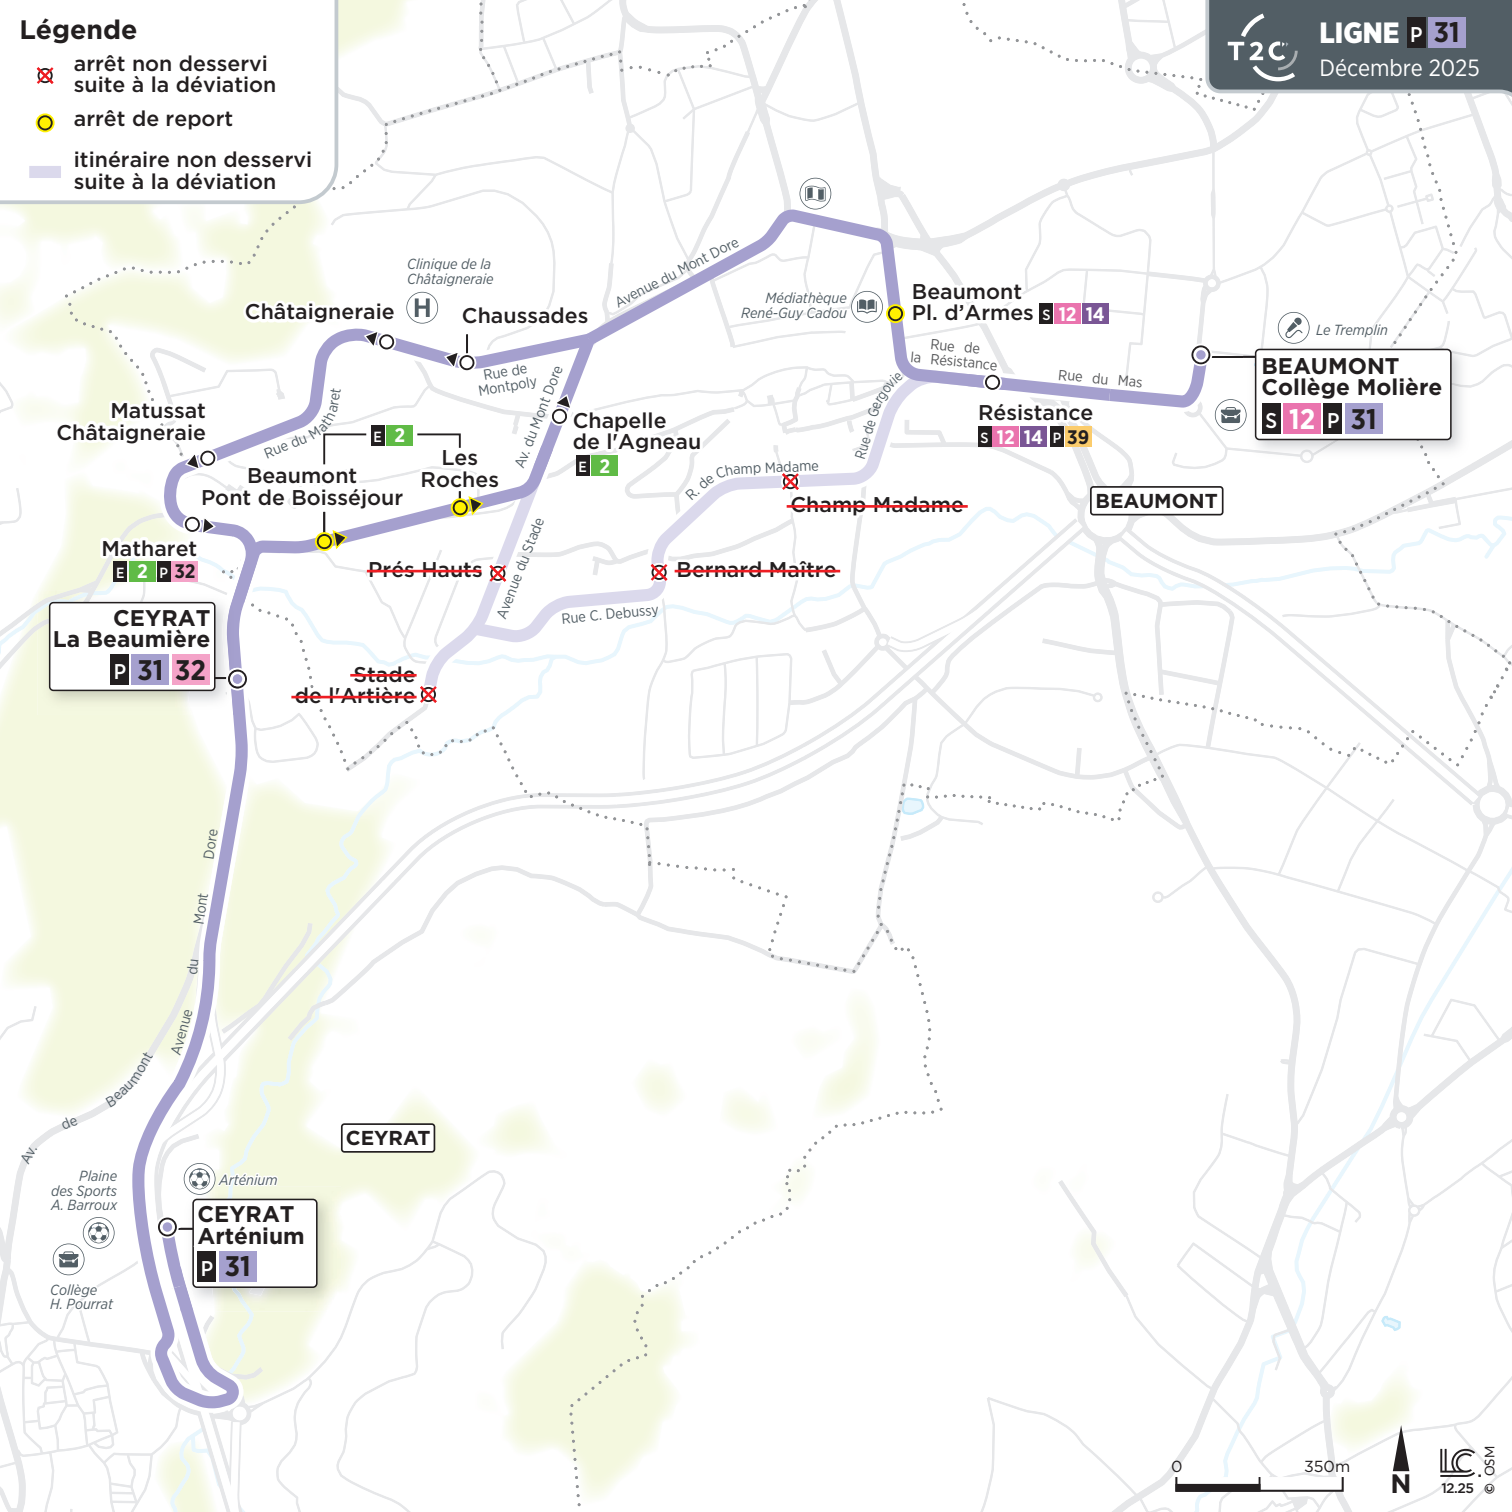 Légende
arrêt non desservi
suite à la déviation
arrêt de report
itinéraire non desservi
suite à la déviation
T2C
LIGNE P 31
Décembre 2025
Clinique de la
Châtaigneraie
H
Châtaigneraie
Chaussades
Rue de
Montpoly
Avenue du Mont Dore
Médiathèque
René-Guy Cadou
Beaumont
Pl. d'Armes S 12 14
Rue de
la Résistance
Rue du Mas
Le Tremplin
BEAUMONT
Collège Molière
S 12 P 31
Résistance
S 12 14 P 39
BEAUMONT
Matussat
Châtaigneraie
Rue du Matharet
E 2
Av. du Mont Dore
Chapelle
de l'Agneau
E 2
Rue de Gergovie
R. de Champ Madame
Champ Madame
Les
Roches
Beaumont
Pont de Boisséjour
Matharet
E 2 P 32
Prés Hauts
Avenue du Stade
Bernard Maître
Rue C. Debussy
Stade
de l'Artière
CEYRAT
La Beaumière
P 31 32
Avenue du Mont Dore
Av. de Beaumont
CEYRAT
Plaine
des Sports
A. Barroux
Arténium
CEYRAT
Arténium
P 31
Collège
H. Pourrat
0 350m
N
LC
12.25
© OSM